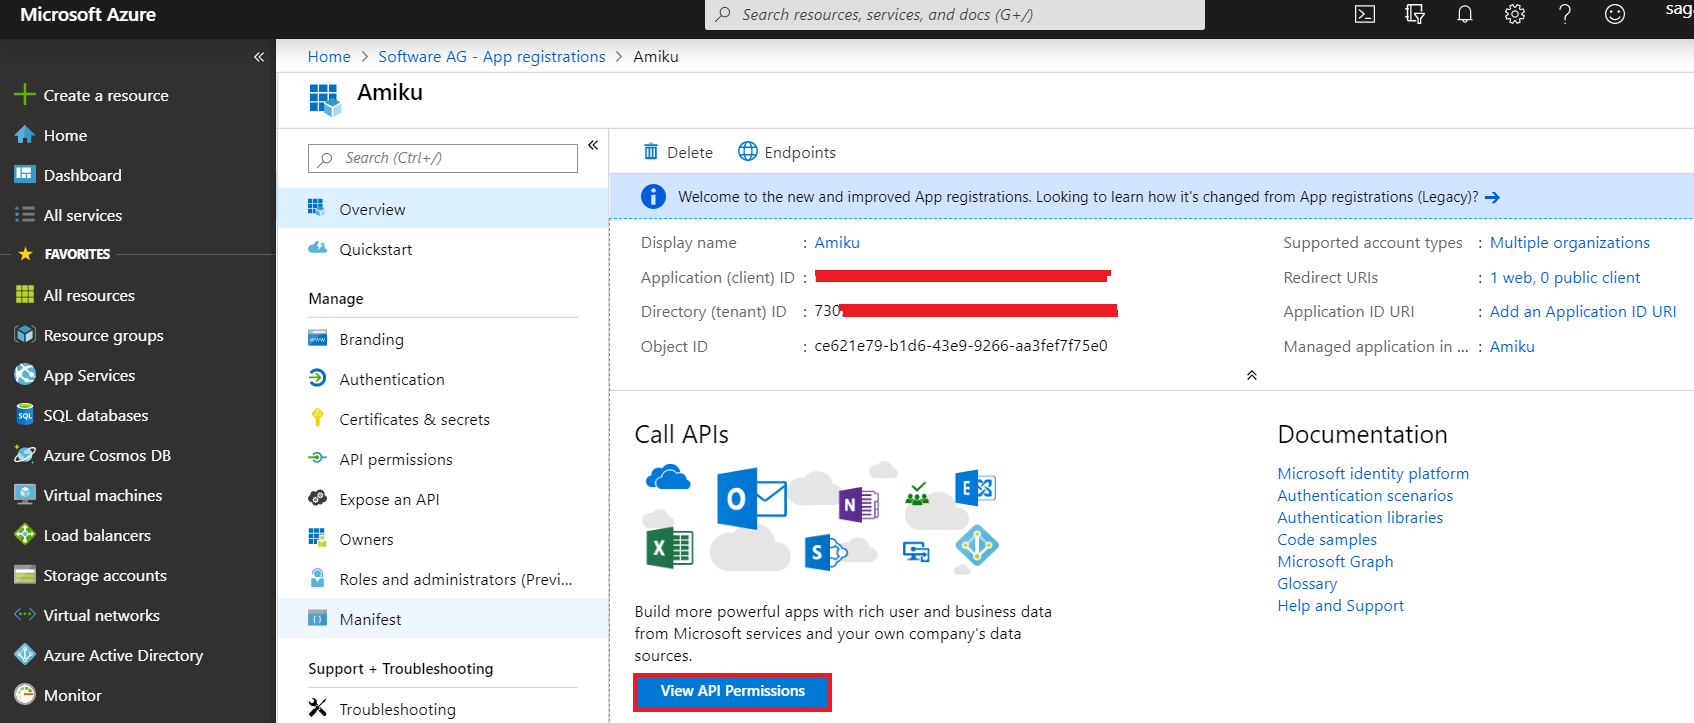 Microsoft Azure
Search resources, services, and docs (G+/)
sag
Create a resource
Home
Dashboard
All services
FAVORITES
All resources
Resource groups
App Services
SQL databases
Azure Cosmos DB
Virtual machines
Load balancers
Storage accounts
Virtual networks
Azure Active Directory
Monitor
Home > Software AG - App registrations > Amiku
Amiku
Search (Ctrl+/)
Overview
Quickstart
Manage
Branding
Authentication
Certificates & secrets
API permissions
Expose an API
Owners
Roles and administrators (Previ...
Manifest
Support + Troubleshooting
Troubleshooting
Delete
Endpoints
Welcome to the new and improved App registrations. Looking to learn how it's changed from App registrations (Legacy)?
Display name : Amiku
Application (client) ID :
Directory (tenant) ID : 730
Object ID : ce621e79-b1d6-43e9-9266-aa3fef7f75e0
Supported account types : Multiple organizations
Redirect URIs : 1 web, 0 public client
Application ID URI : Add an Application ID URI
Managed application in ... : Amiku
Call APIs
Build more powerful apps with rich user and business data
from Microsoft services and your own company's data
sources.
View API Permissions
Documentation
Microsoft identity platform
Authentication scenarios
Authentication libraries
Code samples
Microsoft Graph
Glossary
Help and Support